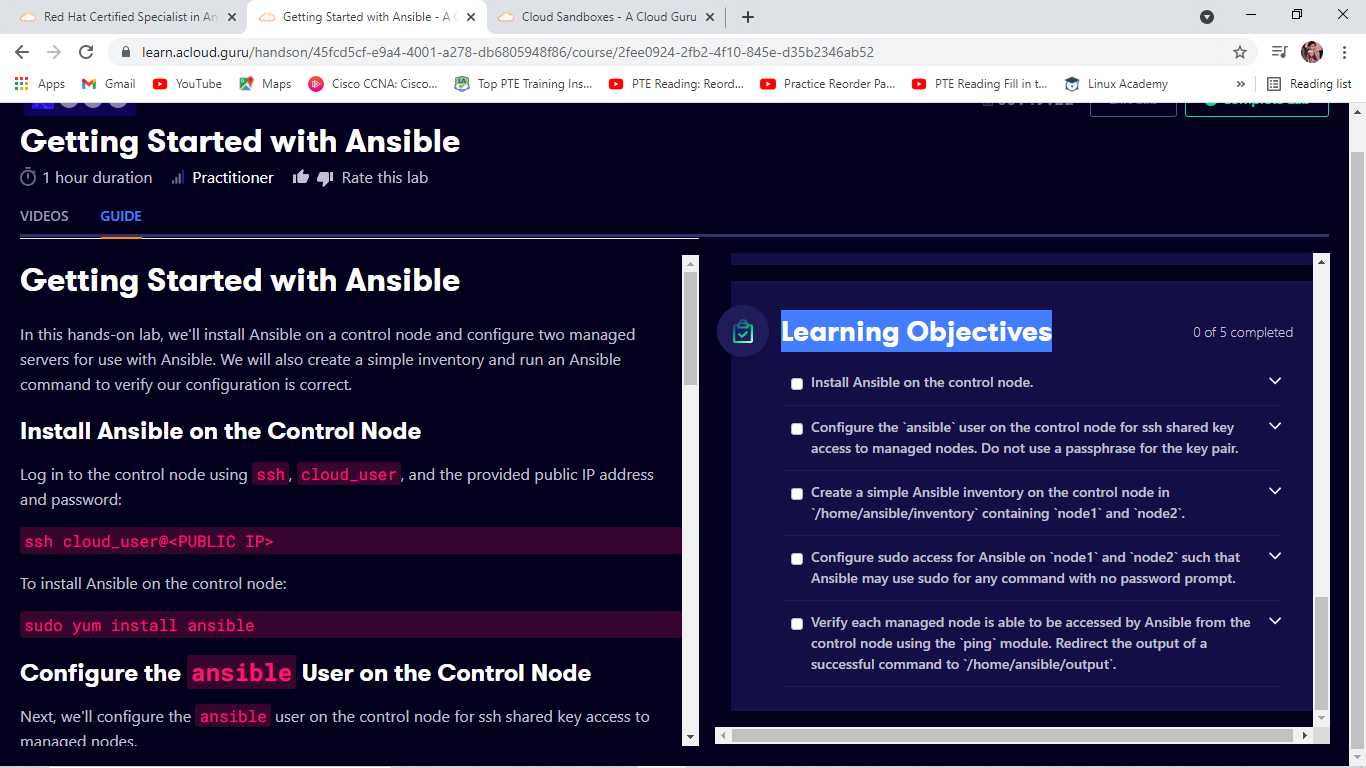 Red Hat Certified Specialist in An
Getting Started with Ansible - A C
Cloud Sandboxes - A Cloud Guru
learn.acloud.guru/handson/45fcd5cf-e9a4-4001-a278-db6805948f86/course/2fee0924-2fb2-4f10-845e-d35b2346ab52
Apps
Gmail
YouTube
Maps
Cisco CCNA: Cisco...
Top PTE Training Ins...
PTE Reading: Reord...
Practice Reorder Pa...
PTE Reading Fill in t...
Linux Academy
»
Reading list
Getting Started with Ansible
1 hour duration
Practitioner
Rate this lab
VIDEOS
GUIDE
Getting Started with Ansible
In this hands-on lab, we'll install Ansible on a control node and configure two managed
servers for use with Ansible. We will also create a simple inventory and run an Ansible
command to verify our configuration is correct.
Install Ansible on the Control Node
Log in to the control node using ssh, cloud_user, and the provided public IP address
and password:
ssh cloud_user@<PUBLIC IP>
To install Ansible on the control node:
sudo yum install ansible
Configure the ansible User on the Control Node
Next, we'll configure the ansible user on the control node for ssh shared key access to
managed nodes.
Learning Objectives
0 of 5 completed
Install Ansible on the control node.
Configure the `ansible` user on the control node for ssh shared key
access to managed nodes. Do not use a passphrase for the key pair.
Create a simple Ansible inventory on the control node in
`/home/ansible/inventory` containing `node1` and `node2`.
Configure sudo access for Ansible on `node1` and `node2` such that
Ansible may use sudo for any command with no password prompt.
Verify each managed node is able to be accessed by Ansible from the
control node using the `ping` module. Redirect the output of a
successful command to `/home/ansible/output`.